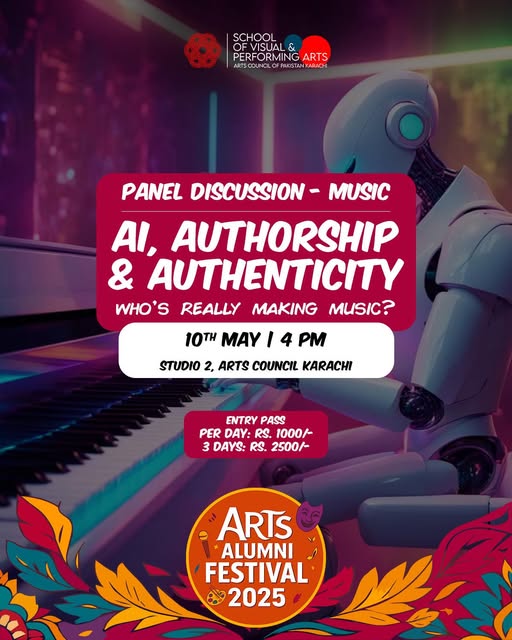 SCHOOL
OF VISUAL &
PERFORMING ARTS
ARTS COUNCIL OF PAKISTAN KARACHI
PANEL DISCUSSION - MUSIC
AI, AUTHORSHIP
& AUTHENTICITY
WHO'S REALLY MAKING MUSIC?
10TH MAY | 4 PM
STUDIO 2, ARTS COUNCIL KARACHI
ENTRY PASS
PER DAY: RS. 1000/-
3 DAYS: RS. 2500/-
ARTS
ALUMNI
FESTIVAL
2025